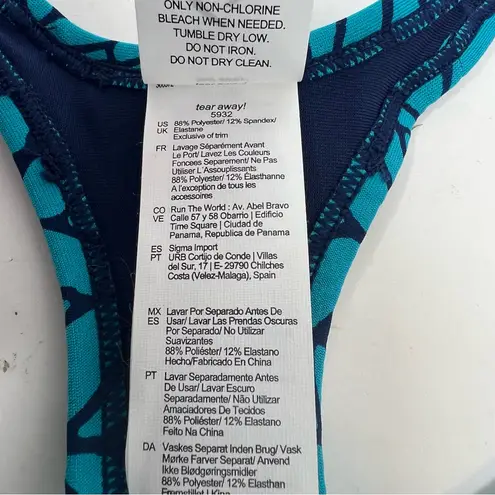 ONLY NON-CHLORINE
BLEACH WHEN NEEDED.
TUMBLE DRY LOW.
DO NOT IRON.
DO NOT DRY CLEAN.
tear away!
5932
US 88% Polyester/ 12% Spandex/
UK Elastane
Exclusive of trim
FR Lavage Séparément Avant
Le Port/ Lavez Les Couleurs
Foncees Separement/ Ne Pas
Utiliser L'Assouplissants
88% Polyester/ 12% Élasthanne
A l'exception de tous les
accessoires
CO Run The World : Av. Abel Bravo
VE Calle 57 y 58 Obarrio | Edificio
Time Square | Ciudad de
Panama, Republica de Panama
ES Sigma Import
PT URB Cortijo de Conde | Villas
del Sur, 17 | E- 29790 Chilches
Costa (Velez-Malaga), Spain
MX Lavar Por Separado Antes De
ES Usar/ Lavar Las Prendas Oscuras
Por Separado/ No Utilizar
Suavizantes
88% Poliéster/ 12% Elastano
Hecho/Fabricado En China
PT Lavar Separadamente Antes
De Usar/ Lavar Escuro
Separadamente/ Não Utilizar
Amaciadores De Tecidos
88% Poliéster/ 12% Elastano
Feito Na China
DA Vaskes Separat Inden Brug/ Vask
Mørke Farver Separat/ Anvend
Ikke Blødgøringsmidler
88% Polyester/ 12% Elastan
Fremstillet I Kina